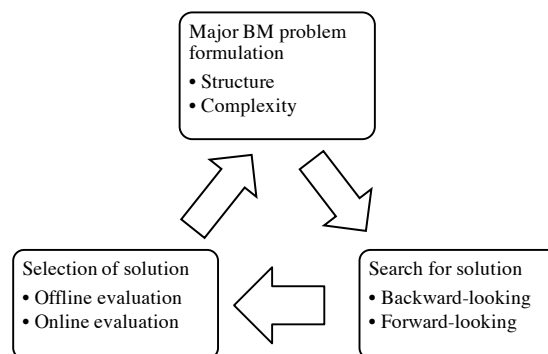 Major BM problem
formulation
• Structure
• Complexity
Selection of solution
• Offline evaluation
• Online evaluation
Search for solution
• Backward-looking
• Forward-looking